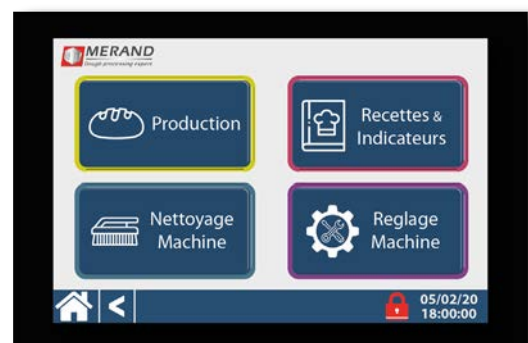 MERAND
Dough processing expert
Production
Recettes &
Indicateurs
Nettoyage
Machine
Reglage
Machine
<
05/02/20
18:00:00